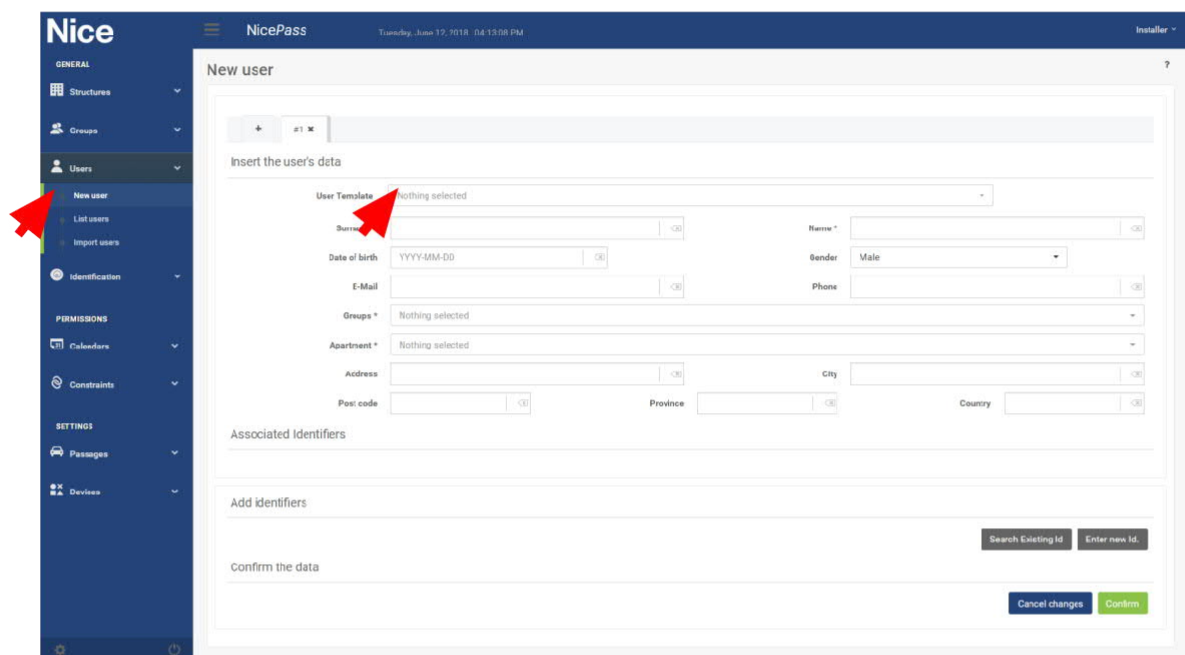 Nice
NicePass
Tuesday, June 12, 2018 04:13:08 PM
Installer
GENERAL
Structures
Groups
Users
New user
List users
Import users
Identification
PERMISSIONS
Calendars
Constraints
SETTINGS
Passages
Devices
New user
?
+ #1 ✖
Insert the user's data
User Template Nothing selected
Name *
Date of birth YYYY-MM-DD Gender Male
E-Mail Phone
Groups * Nothing selected
Apartment * Nothing selected
Address City
Post code Province Country
Associated Identifiers
Add identifiers
Search Existing Id Enter new Id.
Confirm the data
Cancel changes Confirm